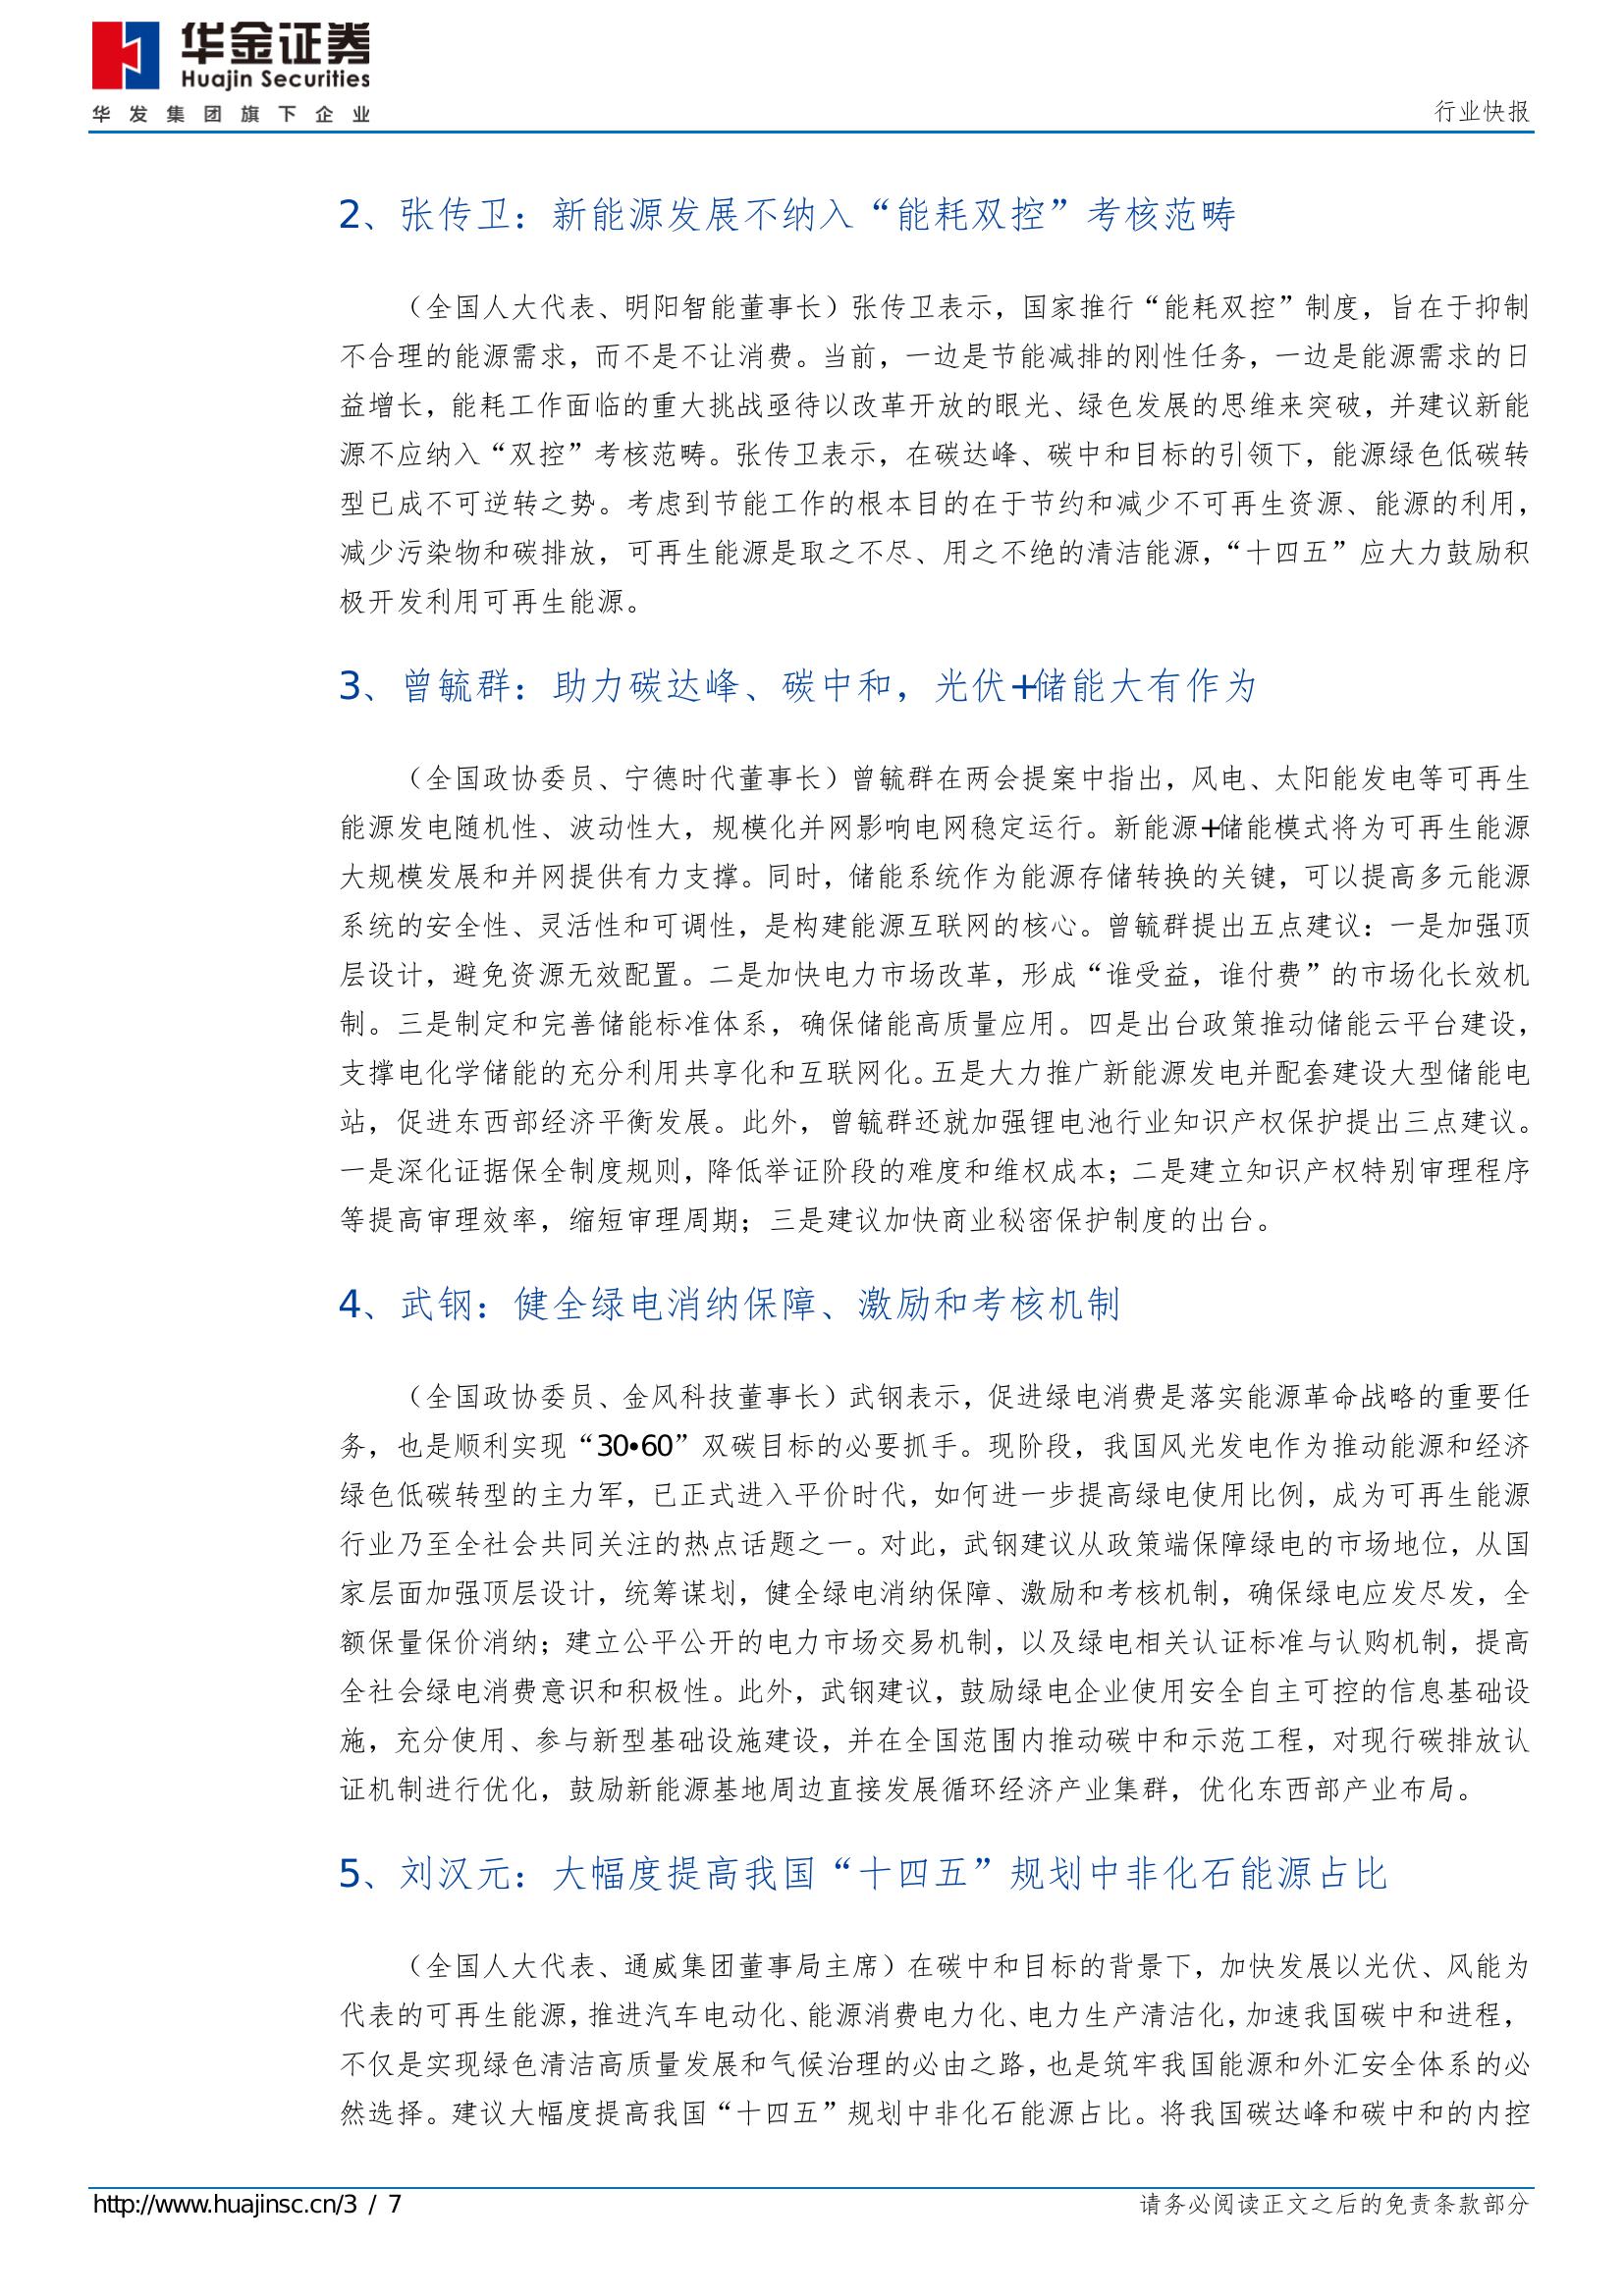 华金证券
Huajin Securities
华发集团旗下企业
行业快报
2、张传卫：新能源发展不纳入“能耗双控”考核范畴
（全国人大代表、明阳智能董事长）张传卫表示，国家推行“能耗双控”制度，旨在于抑制
不合理的能源需求，而不是不让消费。当前，一边是节能减排的刚性任务，一边是能源需求的日
益增长，能耗工作面临的重大挑战亟待以改革开放的眼光、绿色发展的思维来突破，并建议新能
源不应纳入“双控”考核范畴。张传卫表示，在碳达峰、碳中和目标的引领下，能源绿色低碳转
型已成不可逆转之势。考虑到节能工作的根本目的在于节约和减少不可再生资源、能源的利用，
减少污染物和碳排放，可再生能源是取之不尽、用之不绝的清洁能源，“十四五”应大力鼓励积
极开发利用可再生能源。
3、曾毓群：助力碳达峰、碳中和，光伏+储能大有作为
（全国政协委员、宁德时代董事长）曾毓群在两会提案中指出，风电、太阳能发电等可再生
能源发电随机性、波动性大，规模化并网影响电网稳定运行。新能源+储能模式将为可再生能源
大规模发展和并网提供有力支撑。同时，储能系统作为能源存储转换的关键，可以提高多元能源
系统的安全性、灵活性和可调性，是构建能源互联网的核心。曾毓群提出五点建议：一是加强顶
层设计，避免资源无效配置。二是加快电力市场改革，形成“谁受益，谁付费”的市场化长效机
制。三是制定和完善储能标准体系，确保储能高质量应用。四是出台政策推动储能云平台建设，
支撑电化学储能的充分利用共享化和互联网化。五是大力推广新能源发电并配套建设大型储能电
站，促进东西部经济平衡发展。此外，曾毓群还就加强锂电池行业知识产权保护提出三点建议。
一是深化证据保全制度规则，降低举证阶段的难度和维权成本；二是建立知识产权特别审理程序
等提高审理效率，缩短审理周期；三是建议加快商业秘密保护制度的出台。
4、武钢：健全绿电消纳保障、激励和考核机制
（全国政协委员、金风科技董事长）武钢表示，促进绿电消费是落实能源革命战略的重要任
务，也是顺利实现“30•60”双碳目标的必要抓手。现阶段，我国风光发电作为推动能源和经济
绿色低碳转型的主力军，已正式进入平价时代，如何进一步提高绿电使用比例，成为可再生能源
行业乃至全社会共同关注的热点话题之一。对此，武钢建议从政策端保障绿电的市场地位，从国
家层面加强顶层设计，统筹谋划，健全绿电消纳保障、激励和考核机制，确保绿电应发尽发，全
额保量保价消纳；建立公平公开的电力市场交易机制，以及绿电相关认证标准与认购机制，提高
全社会绿电消费意识和积极性。此外，武钢建议，鼓励绿电企业使用安全自主可控的信息基础设
施，充分使用、参与新型基础设施建设，并在全国范围内推动碳中和示范工程，对现行碳排放认
证机制进行优化，鼓励新能源基地周边直接发展循环经济产业集群，优化东西部产业布局。
5、刘汉元：大幅度提高我国“十四五”规划中非化石能源占比
（全国人大代表、通威集团董事局主席）在碳中和目标的背景下，加快发展以光伏、风能为
代表的可再生能源，推进汽车电动化、能源消费电力化、电力生产清洁化，加速我国碳中和进程，
不仅是实现绿色清洁高质量发展和气候治理的必由之路，也是筑牢我国能源和外汇安全体系的必
然选择。建议大幅度提高我国“十四五”规划中非化石能源占比。将我国碳达峰和碳中和的内控
http://www.huajinsc.cn/3 / 7
请务必阅读正文之后的免责条款部分